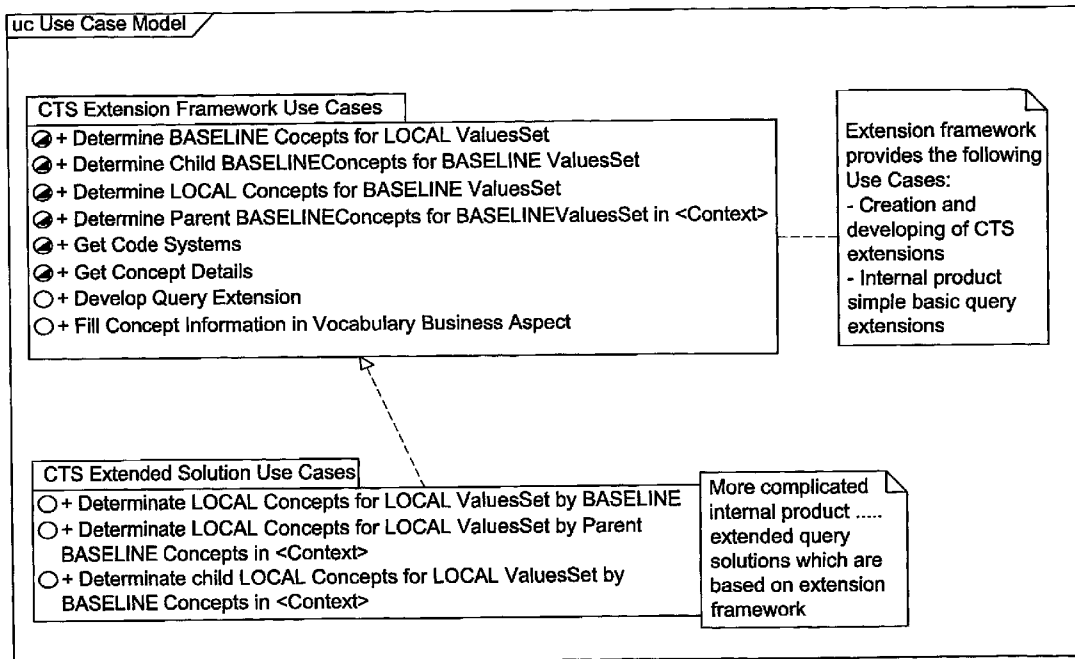 uc Use Case Model
CTS Extension Framework Use Cases
+ Determine BASELINE Cocepts for LOCAL ValuesSet
+ Determine Child BASELINEConcepts for BASELINE ValuesSet
+ Determine LOCAL Concepts for BASELINE ValuesSet
+ Determine Parent BASELINEConcepts for BASELINEValuesSet in <Context>
+ Get Code Systems
+ Get Concept Details
+ Develop Query Extension
+ Fill Concept Information in Vocabulary Business Aspect
Extension framework
provides the following
Use Cases:
- Creation and
developing of CTS
extensions
- Internal product
simple basic query
extensions
CTS Extended Solution Use Cases
+ Determinate LOCAL Concepts for LOCAL ValuesSet by BASELINE
+ Determinate LOCAL Concepts for LOCAL ValuesSet by Parent
BASELINE Concepts in <Context>
+ Determinate child LOCAL Concepts for LOCAL ValuesSet by
BASELINE Concepts in <Context>
More complicated
internal product .....
extended query
solutions which are
based on extension
framework